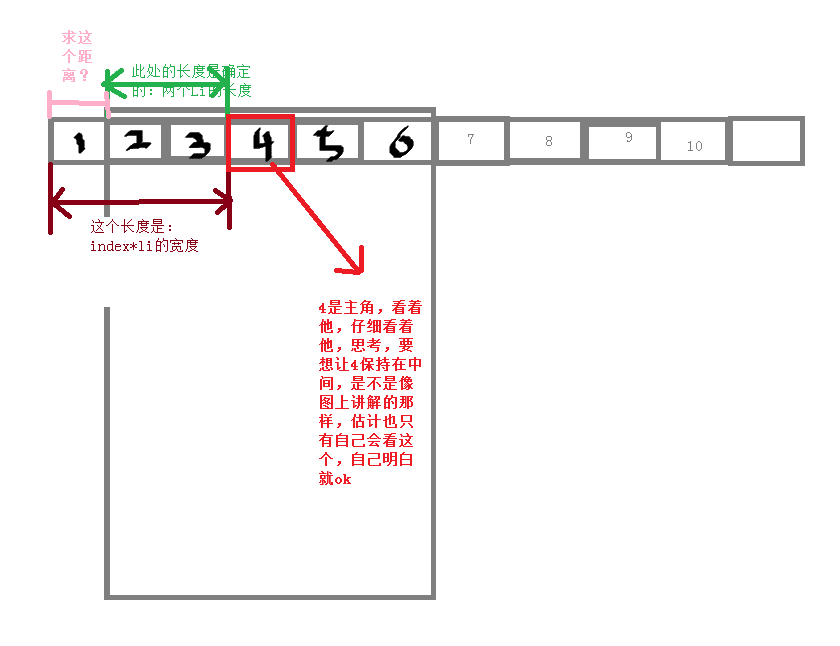 求这
个距
离？
此处的长度是确定
的：两个Li的长度
1
2
3
4
5
6
7
8
9
10
这个长度是：
index*li的宽度
4是主角，看着
他，仔细看着
他，思考，要
想让4保持在中
间，是不是像
图上讲解的那
样，估计也只
有自己会看这
个，自己明白
就ok